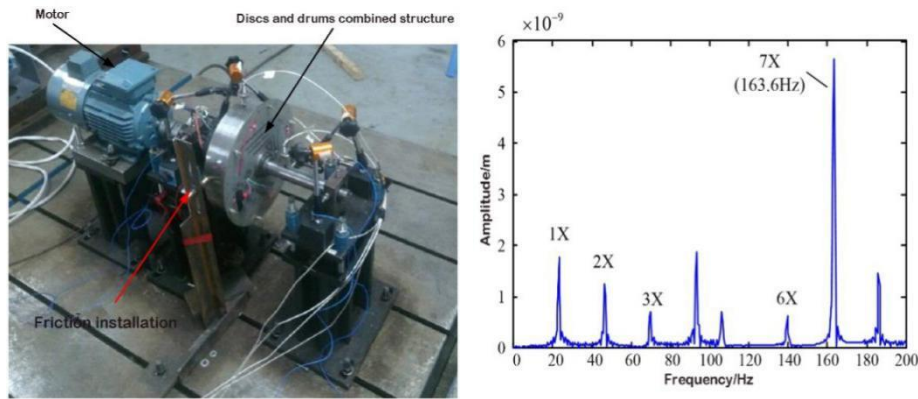 Motor
Discs and drums combined structure
Friction installation
×10⁻⁹
6
5
4
3
2
1
0
Amplitude/m
1X
2X
3X
6X
7X
(163.6Hz)
0 20 40 60 80 100 120 140 160 180 200
Frequency/Hz